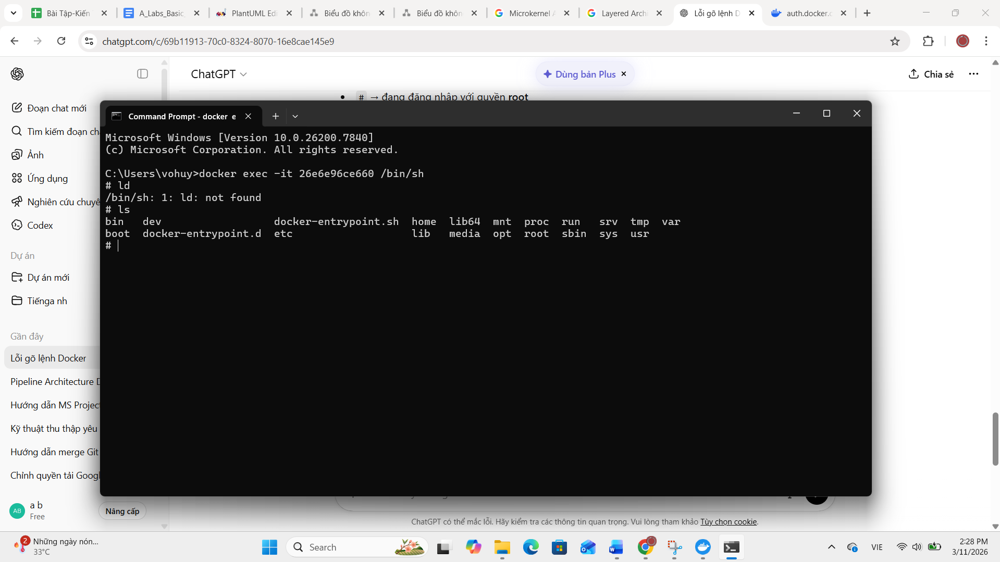 Bài Tập-Kiến
A_Labs_Basic_
PlantUML Edi
Biểu đồ khôn
Biểu đồ khôn
Microkernel A
Layered Archi
Lỗi gõ lệnh D
auth.docker.c
chatgpt.com/c/69b11913-70c0-8324-8070-16e8cae145e9
ChatGPT
Dùng bản Plus
Chia sẻ
Đoạn chat mới
Tìm kiếm đoạn ch
Ảnh
Ứng dụng
Nghiên cứu chuyê
Codex
Dự án
Dự án mới
Tiếnga nh
Gần đây
Lỗi gõ lệnh Docker
Pipeline Architecture D
Hướng dẫn MS Project
Kỹ thuật thu thập yêu
Hướng dẫn merge Git
Chỉnh quyền tải Googl
AB
a b
Free
Nâng cấp
# → đang đăng nhập với quyền root
Command Prompt - docker e
Microsoft Windows [Version 10.0.26200.7840]
(c) Microsoft Corporation. All rights reserved.
C:\Users\vohuy>docker exec -it 26e6e96ce660 /bin/sh
# ld
/bin/sh: 1: ld: not found
# ls
bin dev docker-entrypoint.sh home lib64 mnt proc run srv tmp var
boot docker-entrypoint.d etc lib media opt root sbin sys usr
#
ChatGPT có thể mắc lỗi. Hãy kiểm tra các thông tin quan trọng. Vui lòng tham khảo Tùy chọn cookie.
2
Những ngày nón...
33°C
Search
VIE
2:28 PM
3/11/2026